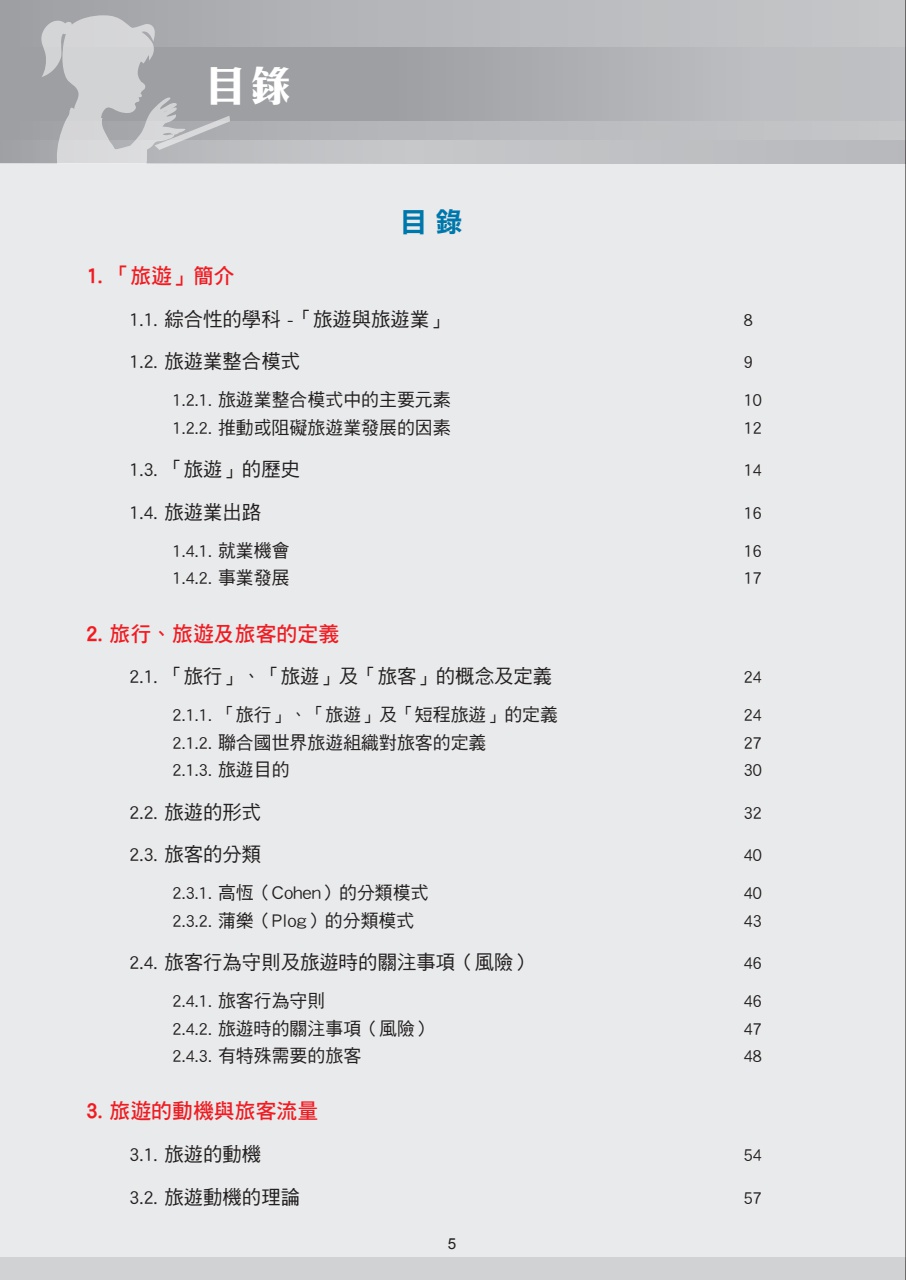 目錄
目錄
1. 「旅遊」簡介
1.1. 綜合性的學科 -「旅遊與旅遊業」 8
1.2. 旅遊業整合模式 9
1.2.1. 旅遊業整合模式中的主要元素 10
1.2.2. 推動或阻礙旅遊業發展的因素 12
1.3. 「旅遊」的歷史 14
1.4. 旅遊業出路 16
1.4.1. 就業機會 16
1.4.2. 事業發展 17
2. 旅行、旅遊及旅客的定義
2.1. 「旅行」、「旅遊」及「旅客」的概念及定義 24
2.1.1. 「旅行」、「旅遊」及「短程旅遊」的定義 24
2.1.2. 聯合國世界旅遊組織對旅客的定義 27
2.1.3. 旅遊目的 30
2.2. 旅遊的形式 32
2.3. 旅客的分類 40
2.3.1. 高恆（Cohen）的分類模式 40
2.3.2. 蒲樂（Plog）的分類模式 43
2.4. 旅客行為守則及旅遊時的關注事項（風險） 46
2.4.1. 旅客行為守則 46
2.4.2. 旅遊時的關注事項（風險） 47
2.4.3. 有特殊需要的旅客 48
3. 旅遊的動機與旅客流量
3.1. 旅遊的動機 54
3.2. 旅遊動機的理論 57
5